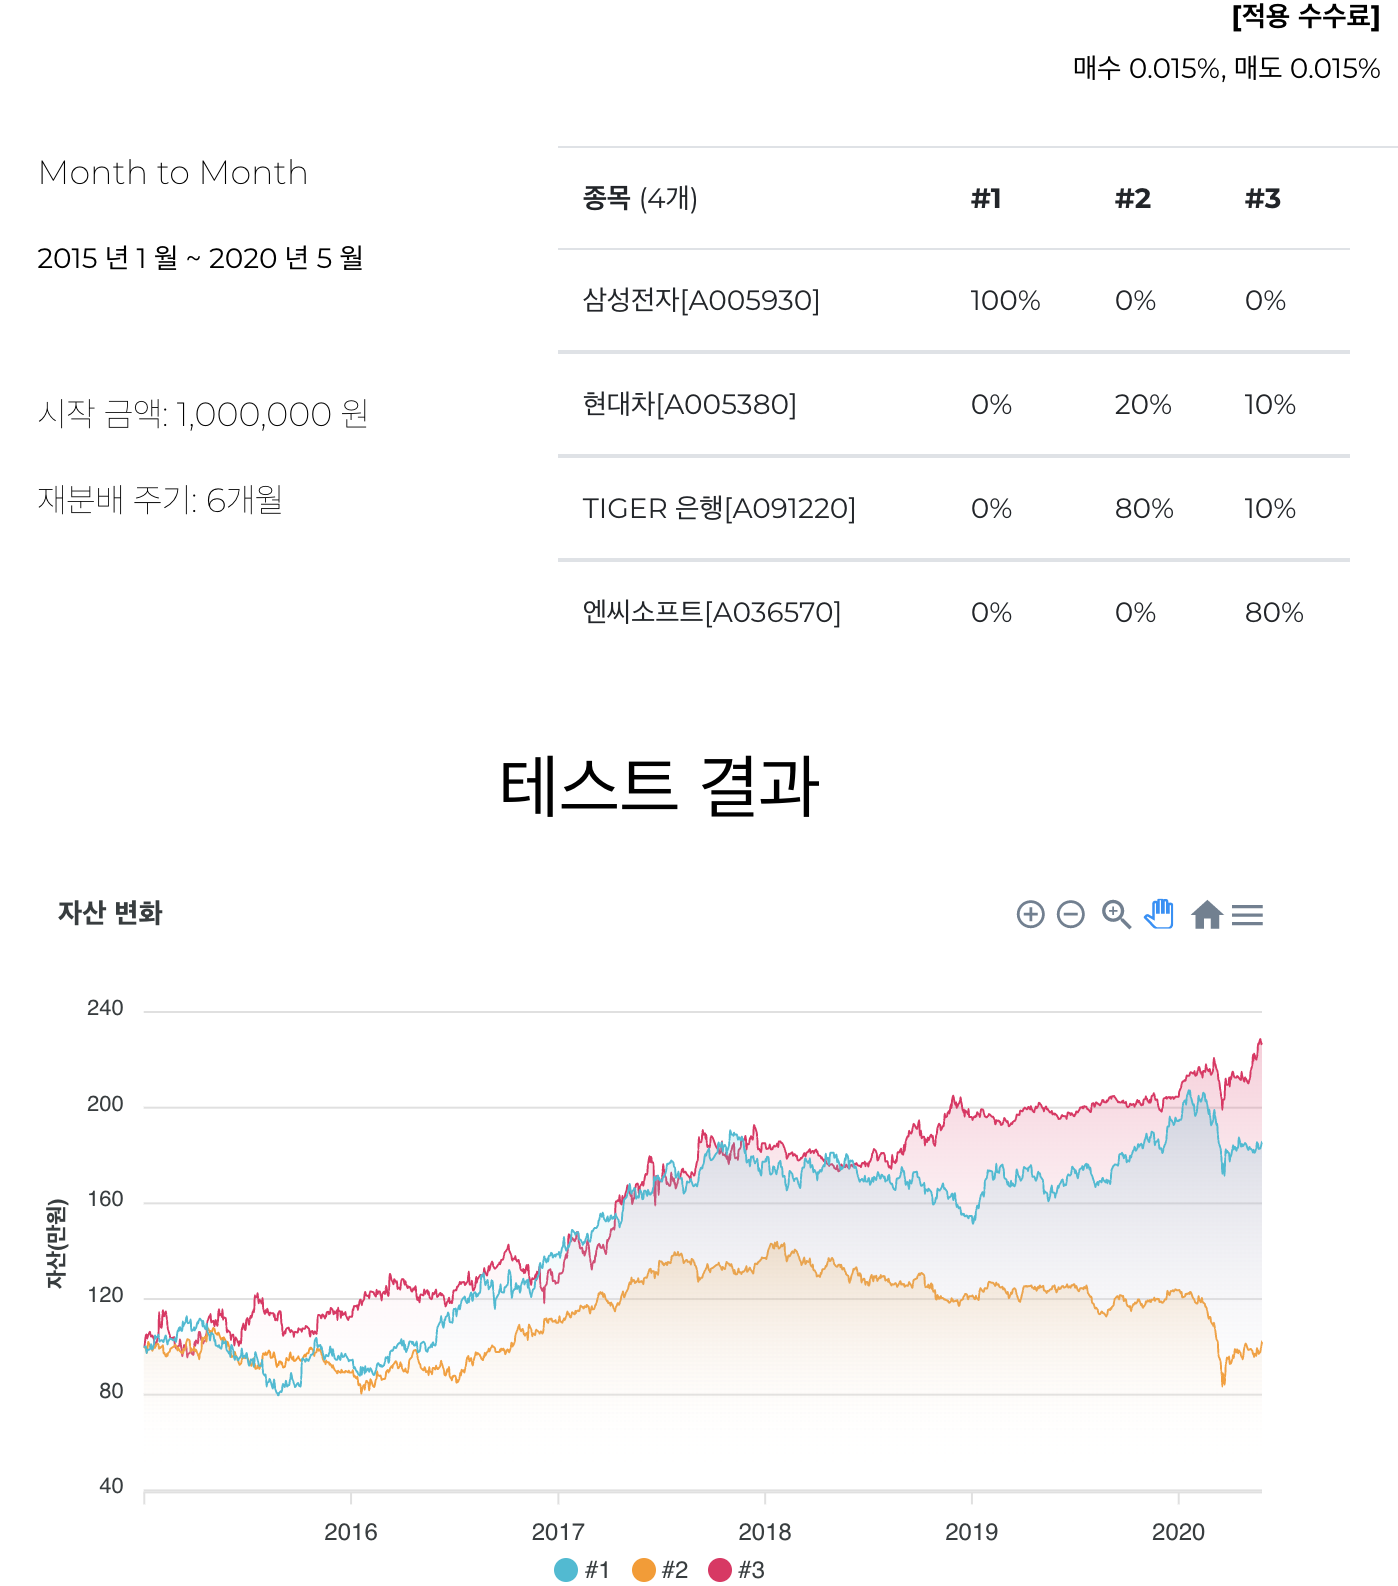 [적용 수수료]
매수 0.015%, 매도 0.015%
Month to Month
2015 년 1 월 ~ 2020 년 5 월
시작 금액: 1,000,000 원
재분배 주기: 6개월
종목 (4개) #1 #2 #3
삼성전자[A005930] 100% 0% 0%
현대차[A005380] 0% 20% 10%
TIGER 은행[A091220] 0% 80% 10%
엔씨소프트[A036570] 0% 0% 80%
테스트 결과
자산 변화
자산(만원)
240
200
160
120
80
40
2016 2017 2018 2019 2020
#1 #2 #3